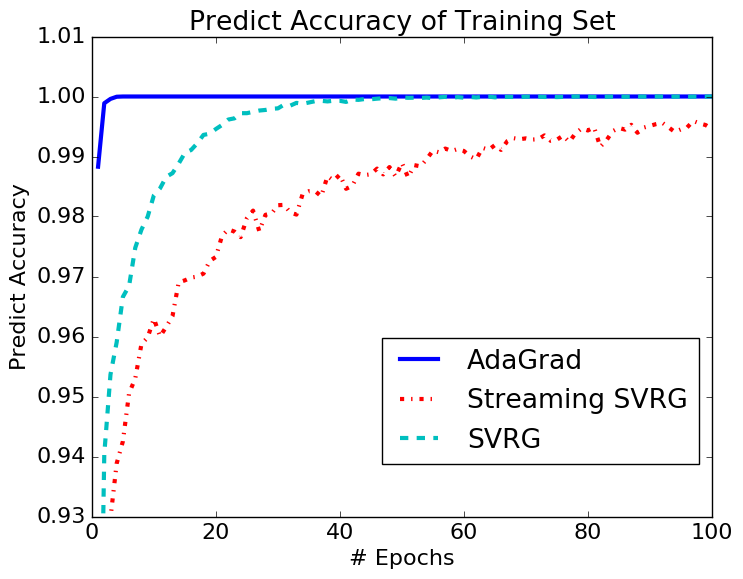 Predict Accuracy of Training Set
1.01
1.00
0.99
0.98
0.97
0.96
0.95
0.94
0.93
Predict Accuracy
AdaGrad
Streaming SVRG
SVRG
0 20 40 60 80 100
# Epochs